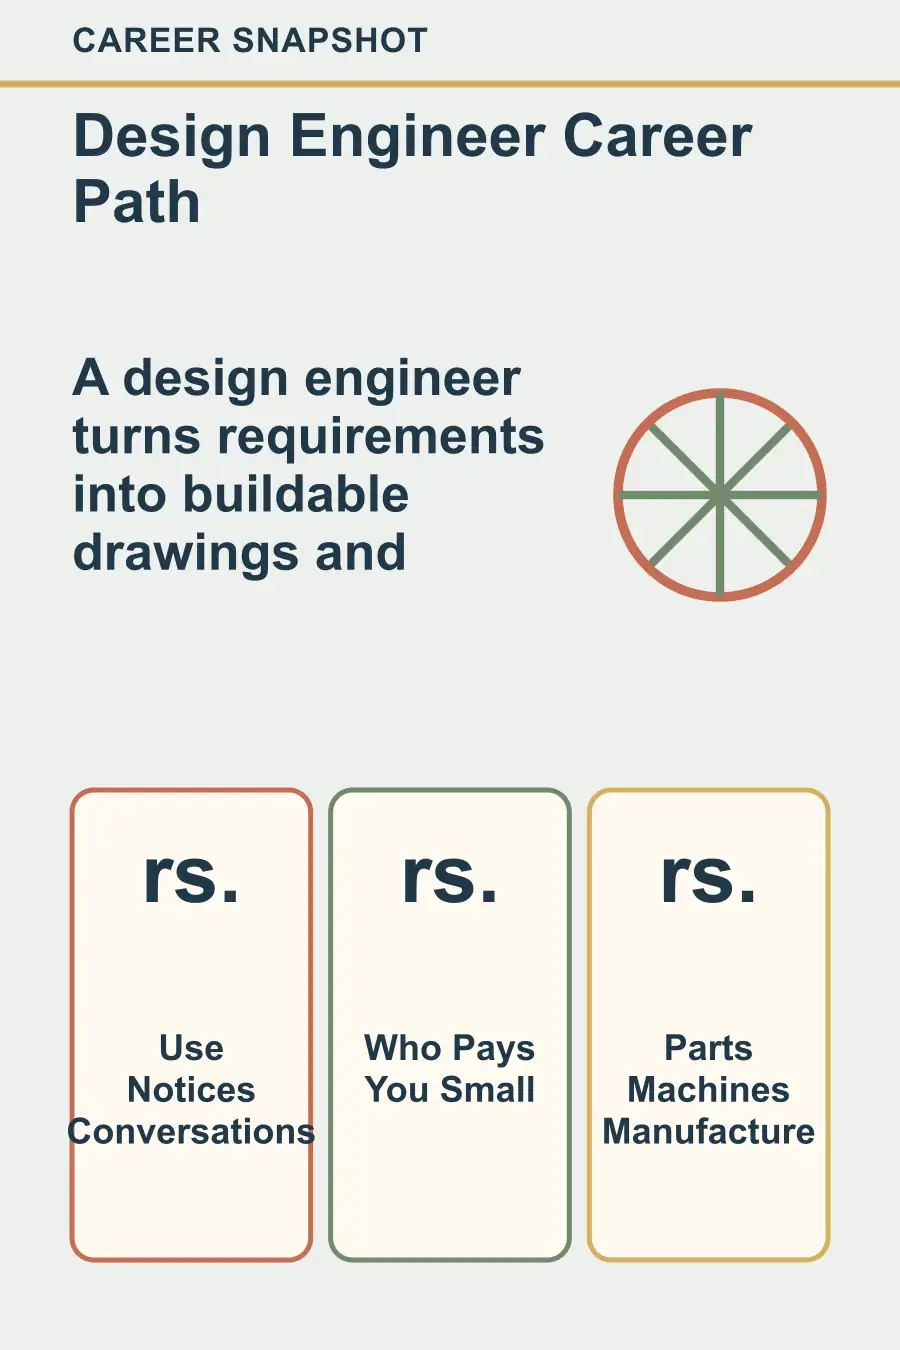 CAREER SNAPSHOT
Design Engineer Career
Path
A design engineer
turns requirements
into buildable
drawings and
rs.
Use
Notices
Conversations
rs.
Who Pays
You Small
rs.
Parts
Machines
Manufacture